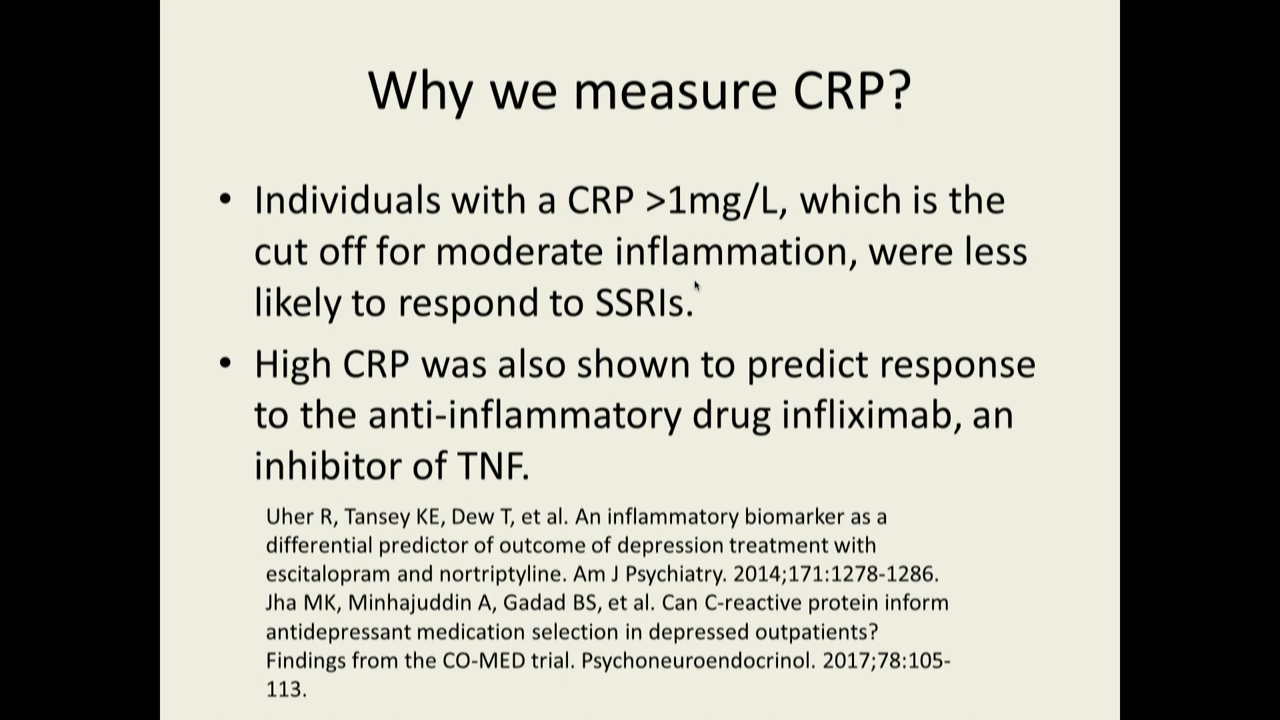 Why we measure CRP?
• Individuals with a CRP >1mg/L, which is the
cut off for moderate inflammation, were less
likely to respond to SSRIs.
• High CRP was also shown to predict response
to the anti-inflammatory drug infliximab, an
inhibitor of TNF.
Uher R, Tansey KE, Dew T, et al. An inflammatory biomarker as a
differential predictor of outcome of depression treatment with
escitalopram and nortriptyline. Am J Psychiatry. 2014;171:1278-1286.
Jha MK, Minhajuddin A, Gadad BS, et al. Can C-reactive protein inform
antidepressant medication selection in depressed outpatients?
Findings from the CO-MED trial. Psychoneuroendocrinol. 2017;78:105-
113.